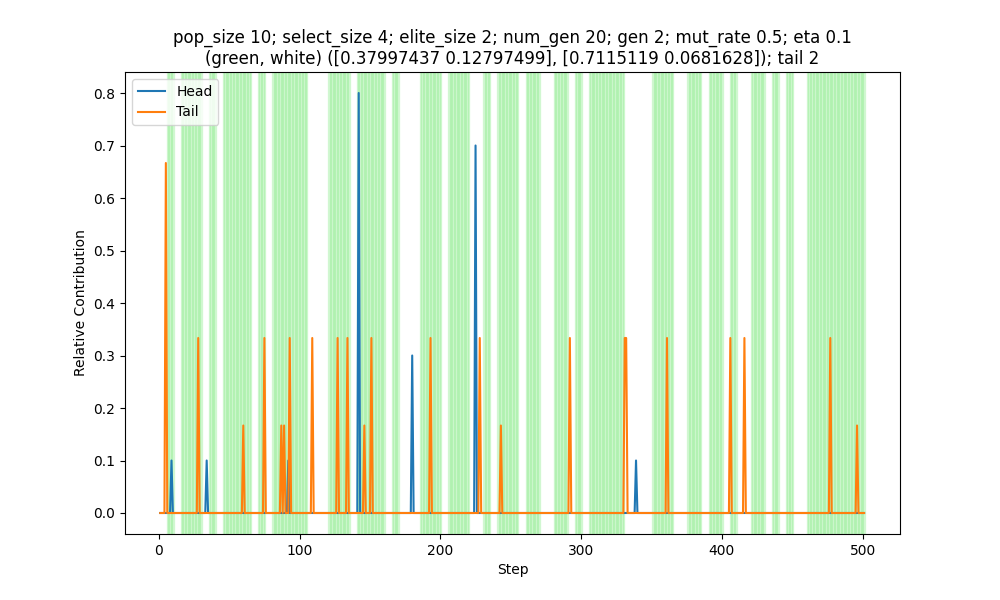 pop_size 10; select_size 4; elite_size 2; num_gen 20; gen 2; mut_rate 0.5; eta 0.1
(green, white) ([0.37997437 0.12797499], [0.7115119 0.0681628]); tail 2
Head
Tail
Relative Contribution
0.8
0.7
0.6
0.5
0.4
0.3
0.2
0.1
0.0
0 100 200 300 400 500
Step